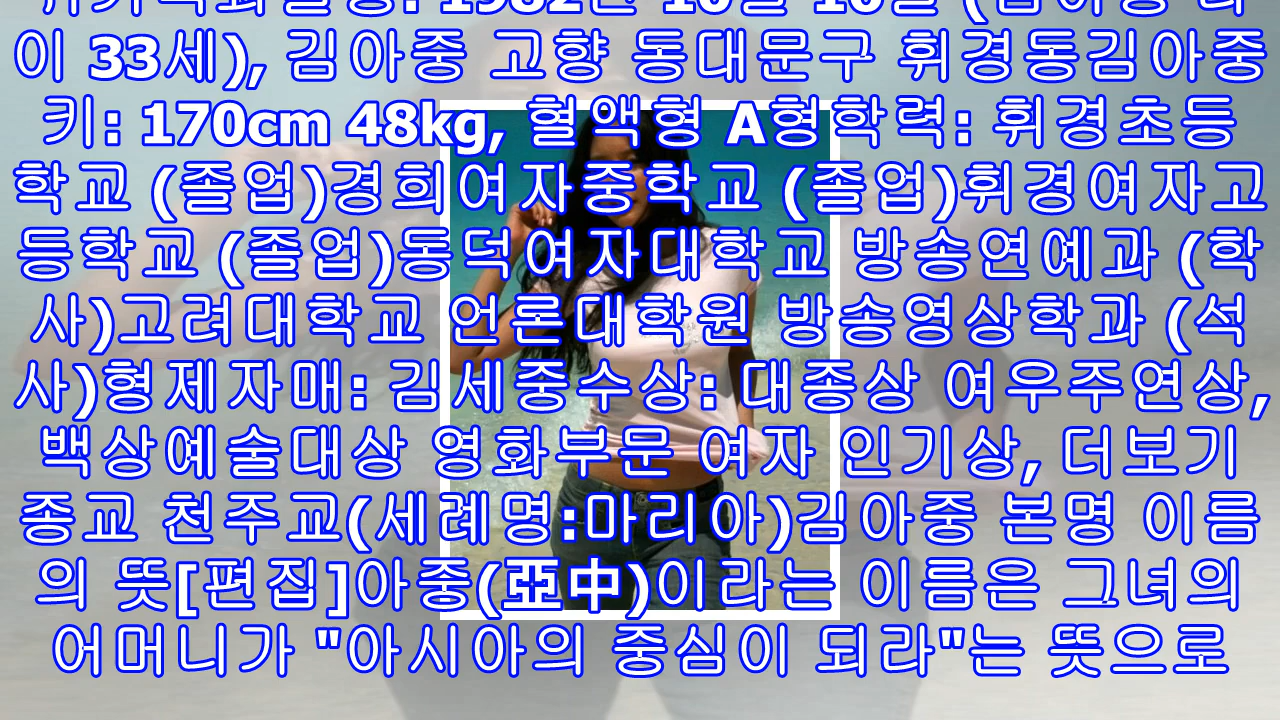 이 33세), 김아중 고향 동대문구 휘경동김아중
키: 170cm 48kg, 혈액형 A형학력: 휘경초등
학교 (졸업)경희여자중학교 (졸업)휘경여자고
등학교 (졸업)동덕여자대학교 방송연예과 (학
사)고려대학교 언론대학원 방송영상학과 (석
사)형제자매: 김세중수상: 대종상 여우주연상,
백상예술대상 영화부문 여자 인기상, 더보기
종교 천주교(세례명:마리아)김아중 본명 이름
의 뜻[편집]아중(亞中)이라는 이름은 그녀의
어머니가 "아시아의 중심이 되라"는 뜻으로